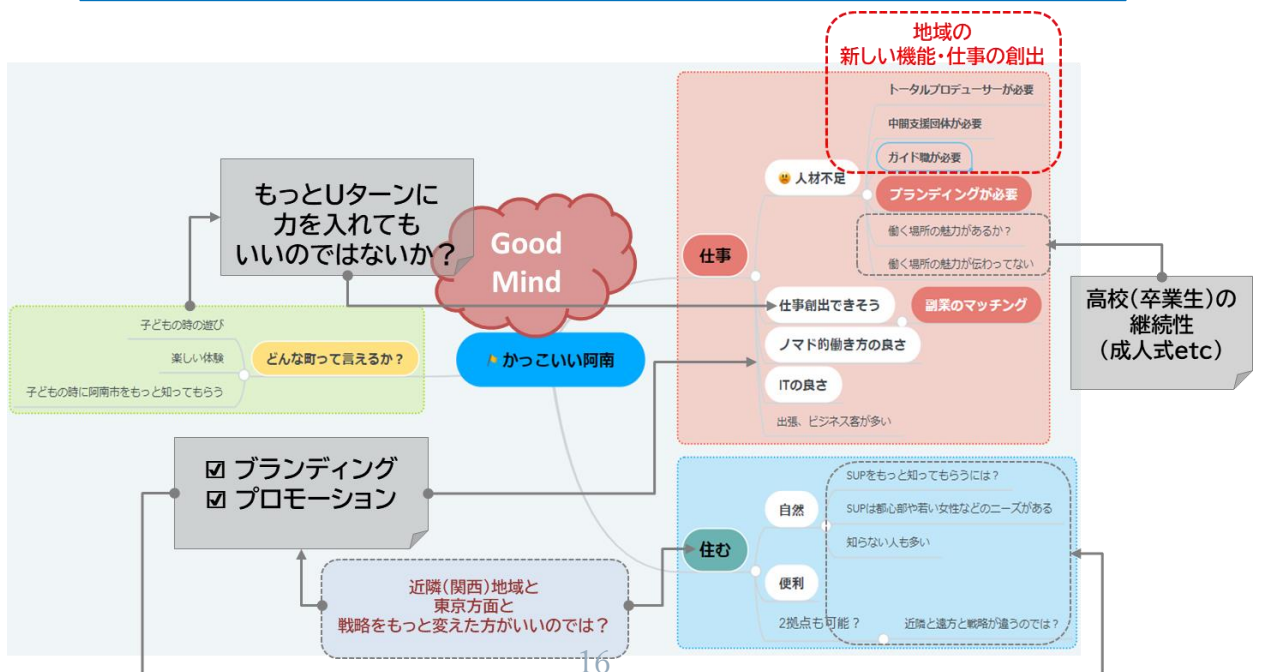 地域の
新しい機能・仕事の創出
トータルプロデューサーが必要
中間支援団体が必要
ガイド職が必要
人材不足
ブランディングが必要
働く場所の魅力があるか？
働く場所の魅力が伝わってない
もっとUターンに
力を入れても
いいのではないか？
Good
Mind
仕事
高校(卒業生)の
継続性
(成人式etc)
仕事創出できそう
副業のマッチング
ノマド的働き方の良さ
ITの良さ
出張、ビジネス客が多い
子どもの時の遊び
楽しい体験
子どもの時に阿南市をもっと知ってもらう
どんな町って言えるか？
かっこいい阿南
☑ ブランディング
☑ プロモーション
近隣(関西)地域と
東京方面と
戦略をもっと変えた方がいいのでは？
住む
自然
SUPをもっと知ってもらうには？
SUPは都心部や若い女性などのニーズがある
知らない人も多い
便利
2拠点も可能？
近隣と遠方と戦略が違うのでは？
16